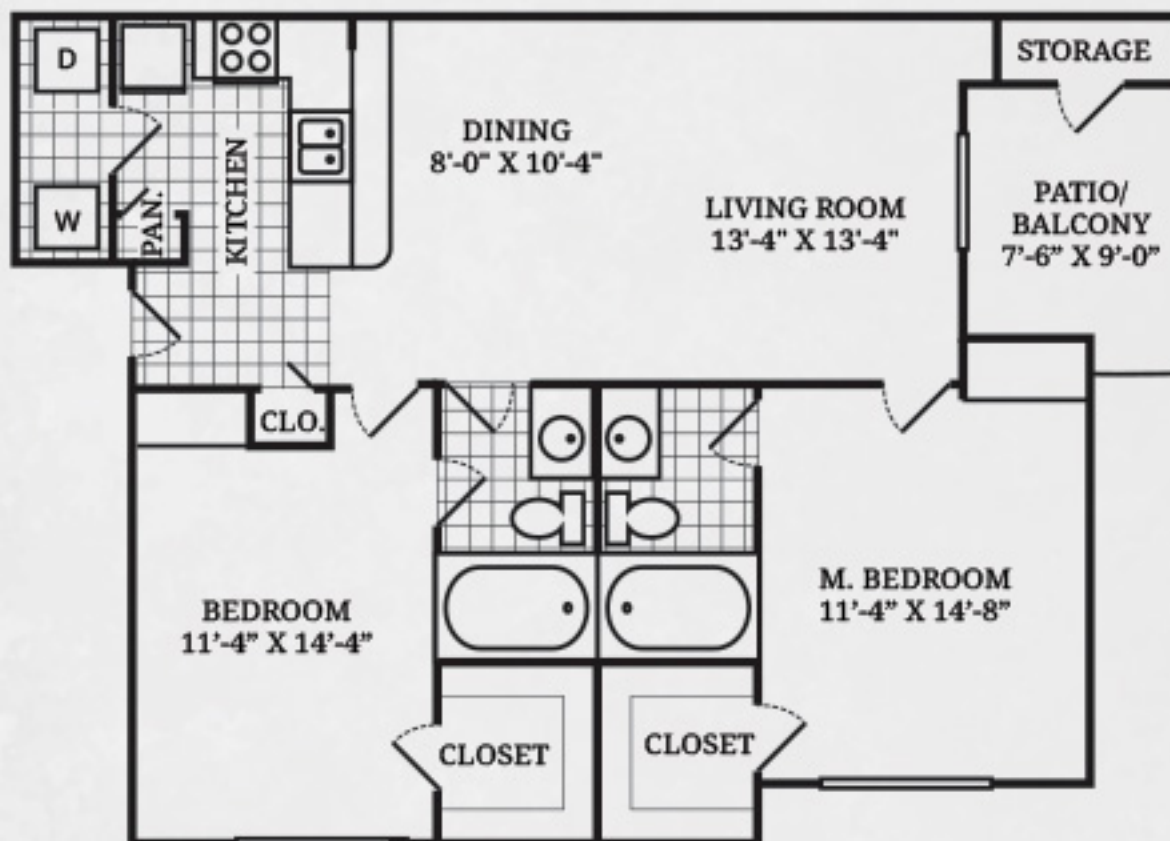 D
STORAGE
DINING
8'-0" X 10'-4"
KITCHEN
W
PAN.
LIVING ROOM
13'-4" X 13'-4"
PATIO/
BALCONY
7’-6” X 9’-0”
CLO.
BEDROOM
11’-4” X 14’-4”
M. BEDROOM
11’-4” X 14’-8”
CLOSET
CLOSET